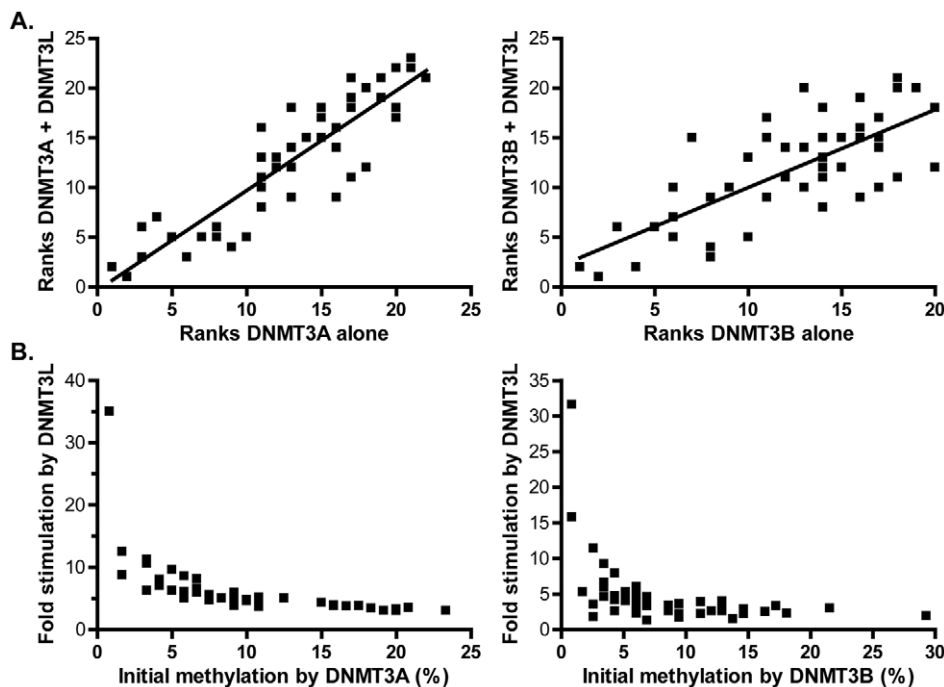 A.
Ranks DNMT3A + DNMT3L
25
20
15
10
5
0
0 5 10 15 20 25
Ranks DNMT3A alone
Ranks DNMT3B + DNMT3L
25
20
15
10
5
0
0 5 10 15 20
Ranks DNMT3B alone
B.
Fold stimulation by DNMT3L
40
30
20
10
0
0 5 10 15 20 25
Initial methylation by DNMT3A (%)
Fold stimulation by DNMT3L
35
30
25
20
15
10
5
0
0 5 10 15 20 25 30
Initial methylation by DNMT3B (%)